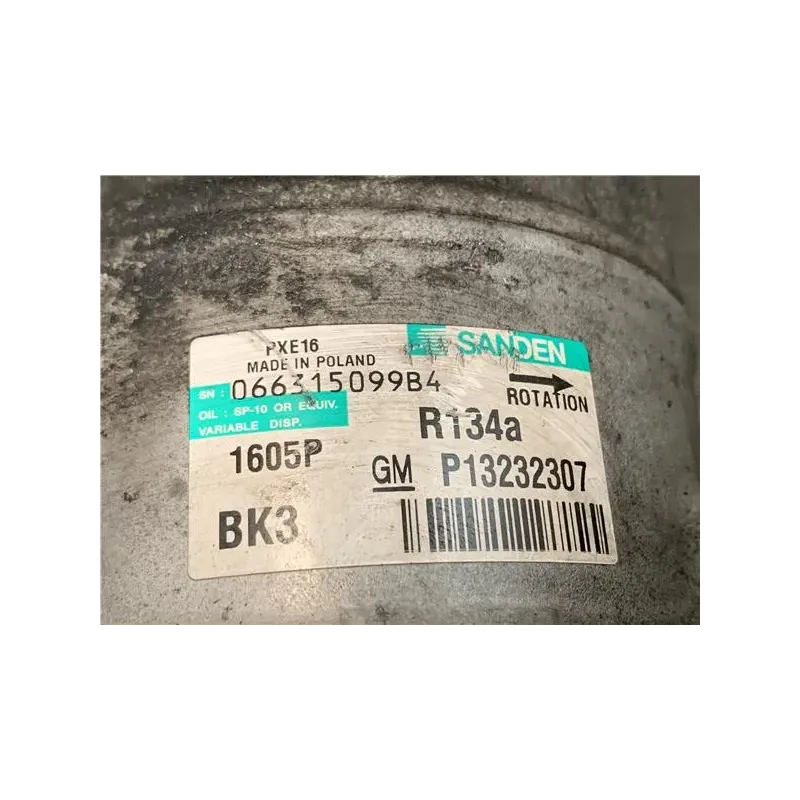 PXE16
MADE IN POLAND
SANDEN
SN : 066315099B4
ROTATION
OIL : SP-10 OR EQUIV.
VARIABLE DISP.
R134a
1605P
GM P13232307
BK3